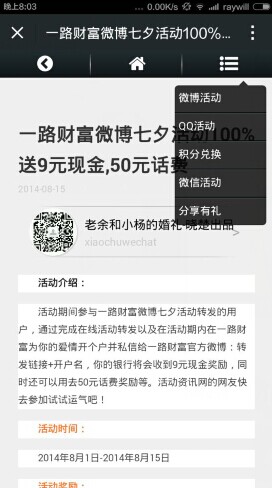 晚上8:03 ... 0.00K/s raywill
一路财富微博七夕活动100%...
微博活动
QQ活动
积分兑换
微信活动
分享有礼
一路财富微博七夕活动100%
送9元现金,50元话费
2014-08-15
老余和小杨的婚礼-晓楚出品
xiaochuwechat
活动介绍：
活动期间参与一路财富微博七夕活动转发的用
户，通过完成在线活动转发以及在活动期内在一路财
富为你的爱情开个户并私信给一路财富官方微博：转
发链接+开户名，你的银行将会收到9元现金奖励，同
时还可以用去50元话费奖励等。活动资讯网的网友快
去参加试试运气吧！
活动时间：
2014年8月1日-2014年8月15日
活动奖励：